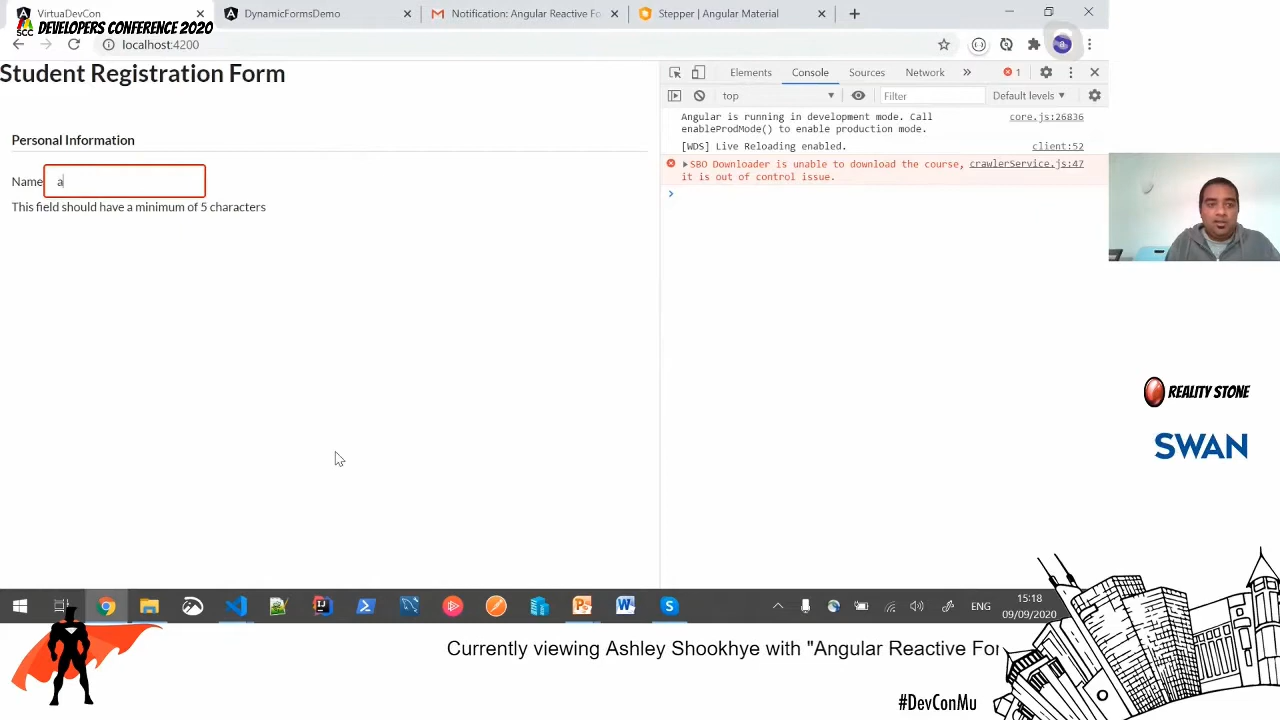 VirtuaDevCon
DynamicFormsDemo
Notification: Angular Reactive Fo
Stepper | Angular Material
SCC
DEVELOPERS CONFERENCE 2020
localhost:4200
Student Registration Form
Elements
Console
Sources
Network
1
top
Filter
Default levels
Angular is running in development mode. Call
core.js:26836
enableProdMode() to enable production mode.
[WDS] Live Reloading enabled.
client:52
SBO Downloader is unable to download the course,
crawlerService.js:47
it is out of control issue.
Personal Information
Name
a
This field should have a minimum of 5 characters
REALITY STONE
SWAN
ENG
15:18
09/09/2020
Currently viewing Ashley Shookhye with "Angular Reactive For
#DevConMu